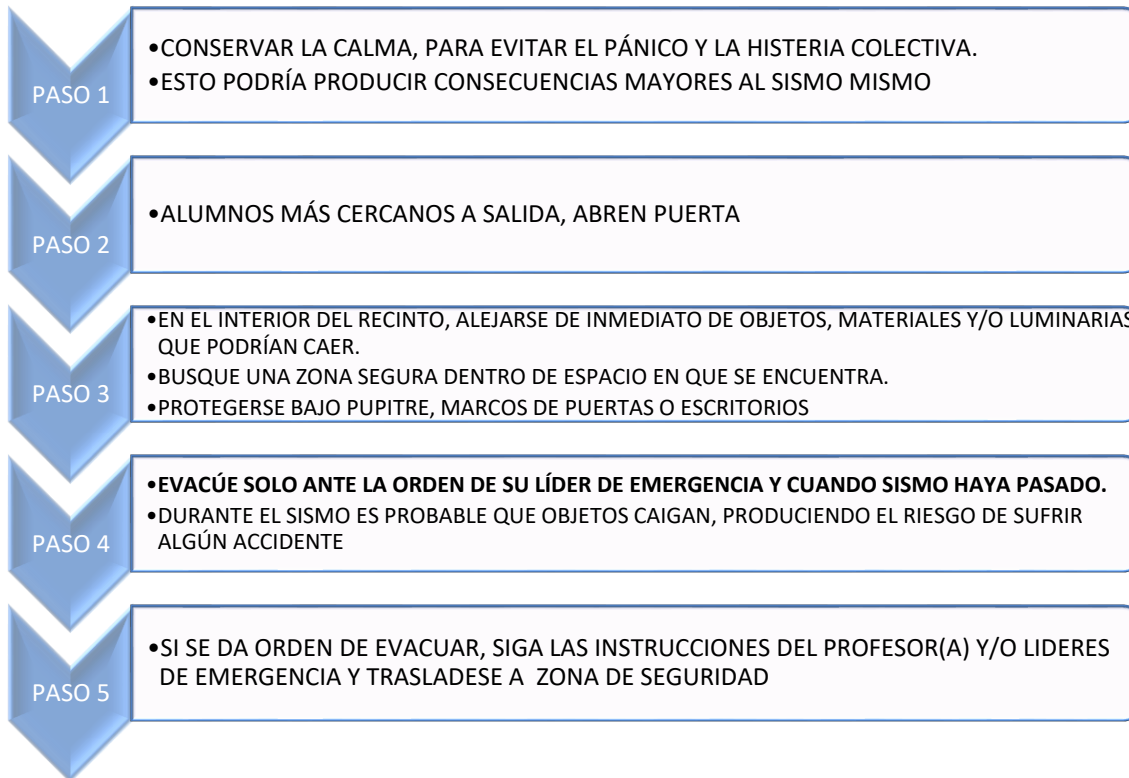 PASO 1
•CONSERVAR LA CALMA, PARA EVITAR EL PÁNICO Y LA HISTERIA COLECTIVA.
•ESTO PODRÍA PRODUCIR CONSECUENCIAS MAYORES AL SISMO MISMO
PASO 2
•ALUMNOS MÁS CERCANOS A SALIDA, ABREN PUERTA
PASO 3
•EN EL INTERIOR DEL RECINTO, ALEJARSE DE INMEDIATO DE OBJETOS, MATERIALES Y/O LUMINARIAS
QUE PODRÍAN CAER.
•BUSQUE UNA ZONA SEGURA DENTRO DE ESPACIO EN QUE SE ENCUENTRA.
•PROTEGERSE BAJO PUPITRE, MARCOS DE PUERTAS O ESCRITORIOS
PASO 4
•EVACÚE SOLO ANTE LA ORDEN DE SU LÍDER DE EMERGENCIA Y CUANDO SISMO HAYA PASADO.
•DURANTE EL SISMO ES PROBABLE QUE OBJETOS CAIGAN, PRODUCIENDO EL RIESGO DE SUFRIR
ALGÚN ACCIDENTE
PASO 5
•SI SE DA ORDEN DE EVACUAR, SIGA LAS INSTRUCCIONES DEL PROFESOR(A) Y/O LIDERES
DE EMERGENCIA Y TRASLADESE A ZONA DE SEGURIDAD